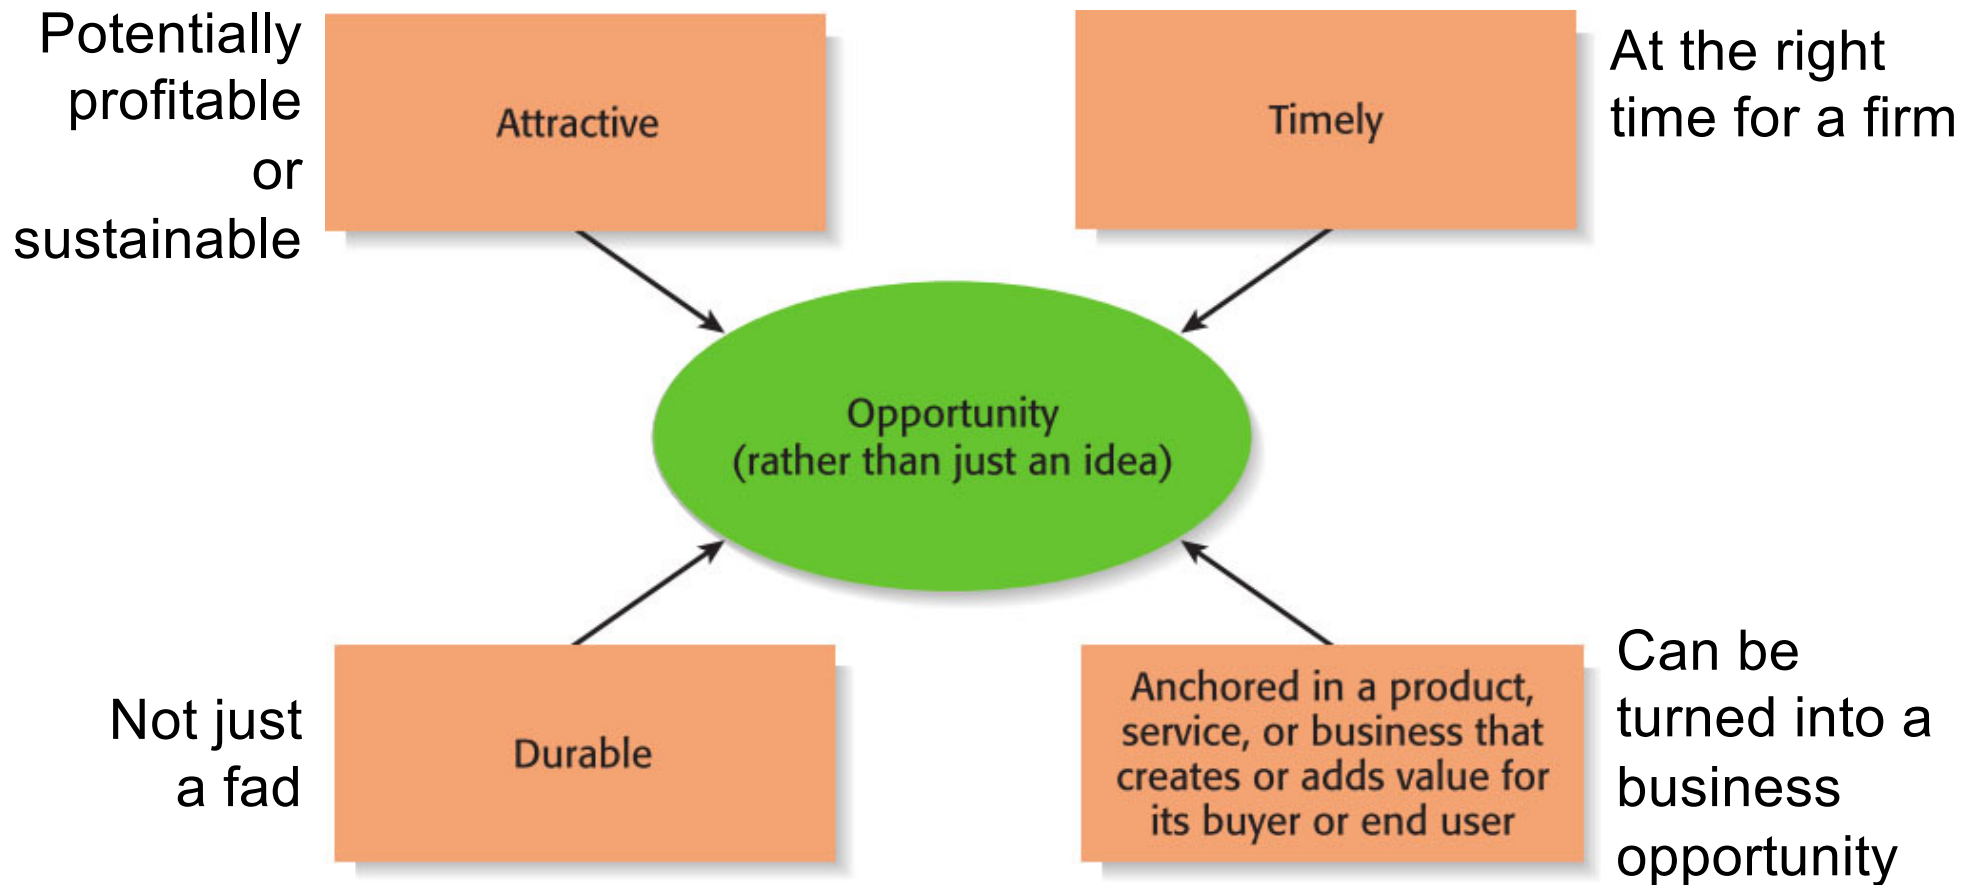 Potentially
profitable
or
sustainable
Attractive
Timely
At the right
time for a firm
Opportunity
(rather than just an idea)
Not just
a fad
Durable
Anchored in a product,
service, or business that
creates or adds value for
its buyer or end user
Can be
turned into a
business
opportunity